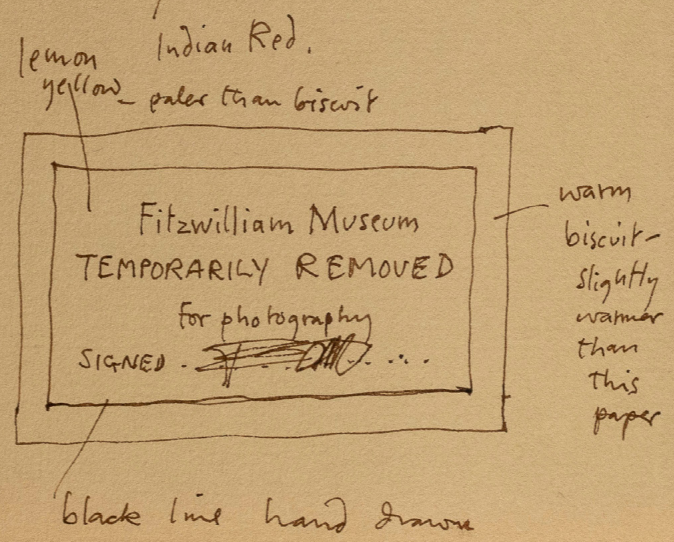 Indian Red.
lemon
yellow – paler than biscuit
Fitzwilliam Museum
TEMPORARILY REMOVED
for photography
SIGNED . . . . . . .
warm
biscuit –
slightly
warmer
than
this
paper
black line hand drawn